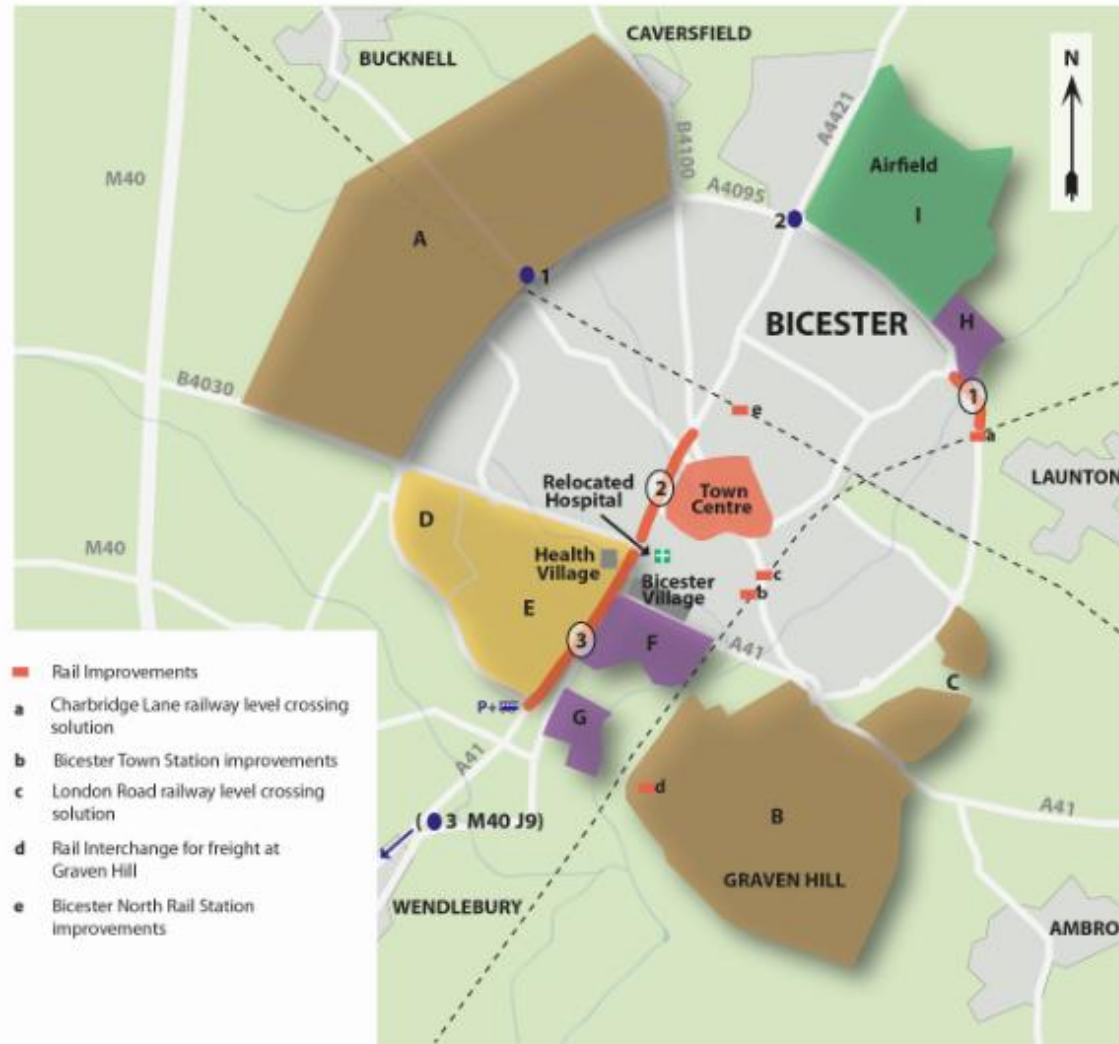 CAVERSFIELD
BUCKNELL
N
A4421
B4100
M40
A4095
Airfield
2
I
A
1
BICESTER
H
B4030
1
e
a
LAUNTON
2
Relocated
Hospital
Town
Centre
D
M40
Health
Village
c
b
Bicester
Village
E
3
F
A41
C
P+
G
A41
d
B
A41
( 3 M40 J9)
GRAVEN HILL
WENDLEBURY
AMBRO
Rail Improvements
a Charbridge Lane railway level crossing
solution
b Bicester Town Station improvements
c London Road railway level crossing
solution
d Rail Interchange for freight at
Graven Hill
e Bicester North Rail Station
improvements